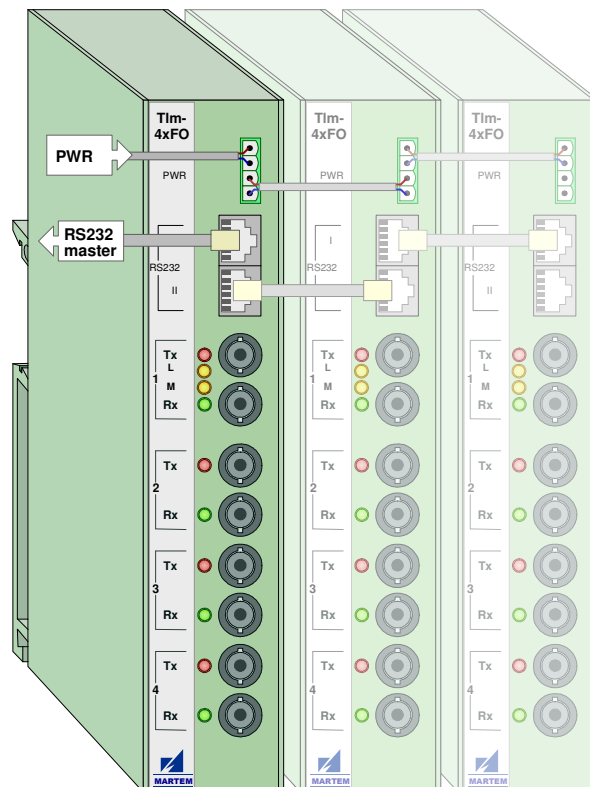 TIm-
4xFO
PWR
PWR
RS232
master
RS232
II
Tx
L
1
M
Rx
Tx
2
Rx
Tx
3
Rx
Tx
4
Rx
MARTEM
TIm-
4xFO
PWR
I
RS232
II
Tx
L
1
M
Rx
Tx
2
Rx
Tx
3
Rx
Tx
4
Rx
MARTEM
TIm-
4xFO
PWR
I
RS232
II
Tx
L
1
M
Rx
Tx
2
Rx
Tx
3
Rx
Tx
4
Rx
MARTEM